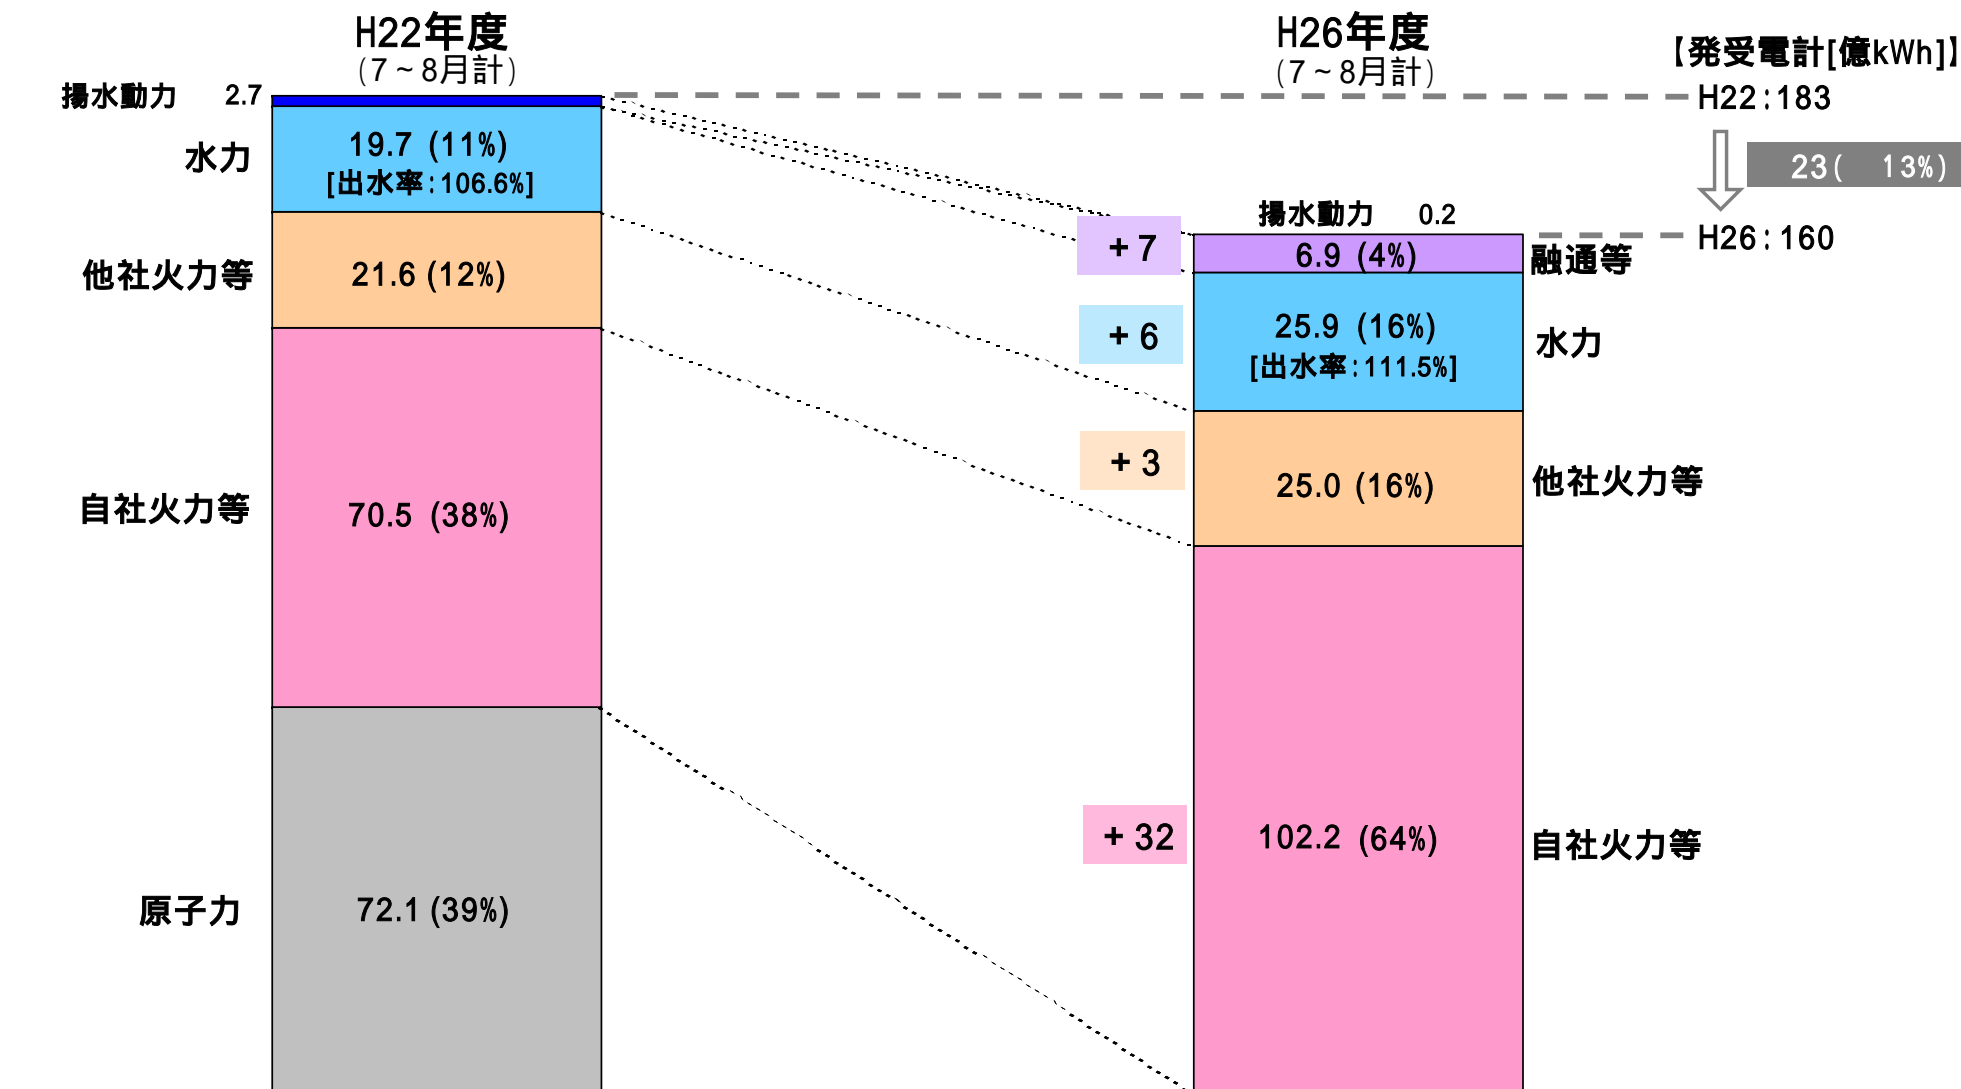 H22年度
(7~8月計)
揚水動力 2.7
水力
19.7 (11%)
[出水率:106.6%]
他社火力等
21.6 (12%)
自社火力等
70.5 (38%)
原子力
72.1 (39%)
H26年度
(7~8月計)
揚水動力 0.2
+7
6.9 (4%)
融通等
+6
25.9 (16%)
[出水率:111.5%]
水力
+3
25.0 (16%)
他社火力等
+32
102.2 (64%)
自社火力等
【発受電計[億kWh]】
H22:183
23( 13%)
H26:160